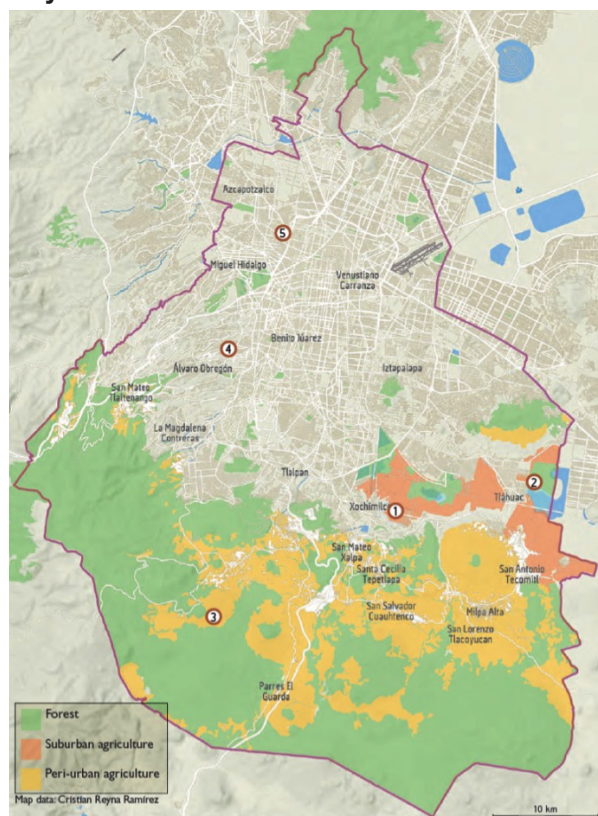 Azcapotzalco
5
Miguel Hidalgo
Venustiano
Carranza
Benito Júarez
4
Álvaro Obregón
Iztapalapa
San Mateo
Tlaltenango
La Magdalena
Contreras
Tlalpan
2
Tláhuac
Xochimilc
1
San Mateo
Xalpa
Santa Cecilia
Tepetlapa
San Antonio
Tecomitl
San Salvador
Cuauhtenco
Milpa Alta
3
San Lorenzo
Tlacoyucan
Parres El
Guarda
Forest
Suburban agriculture
Peri-urban agriculture
Map data: Cristian Reyna Ramírez
10 km